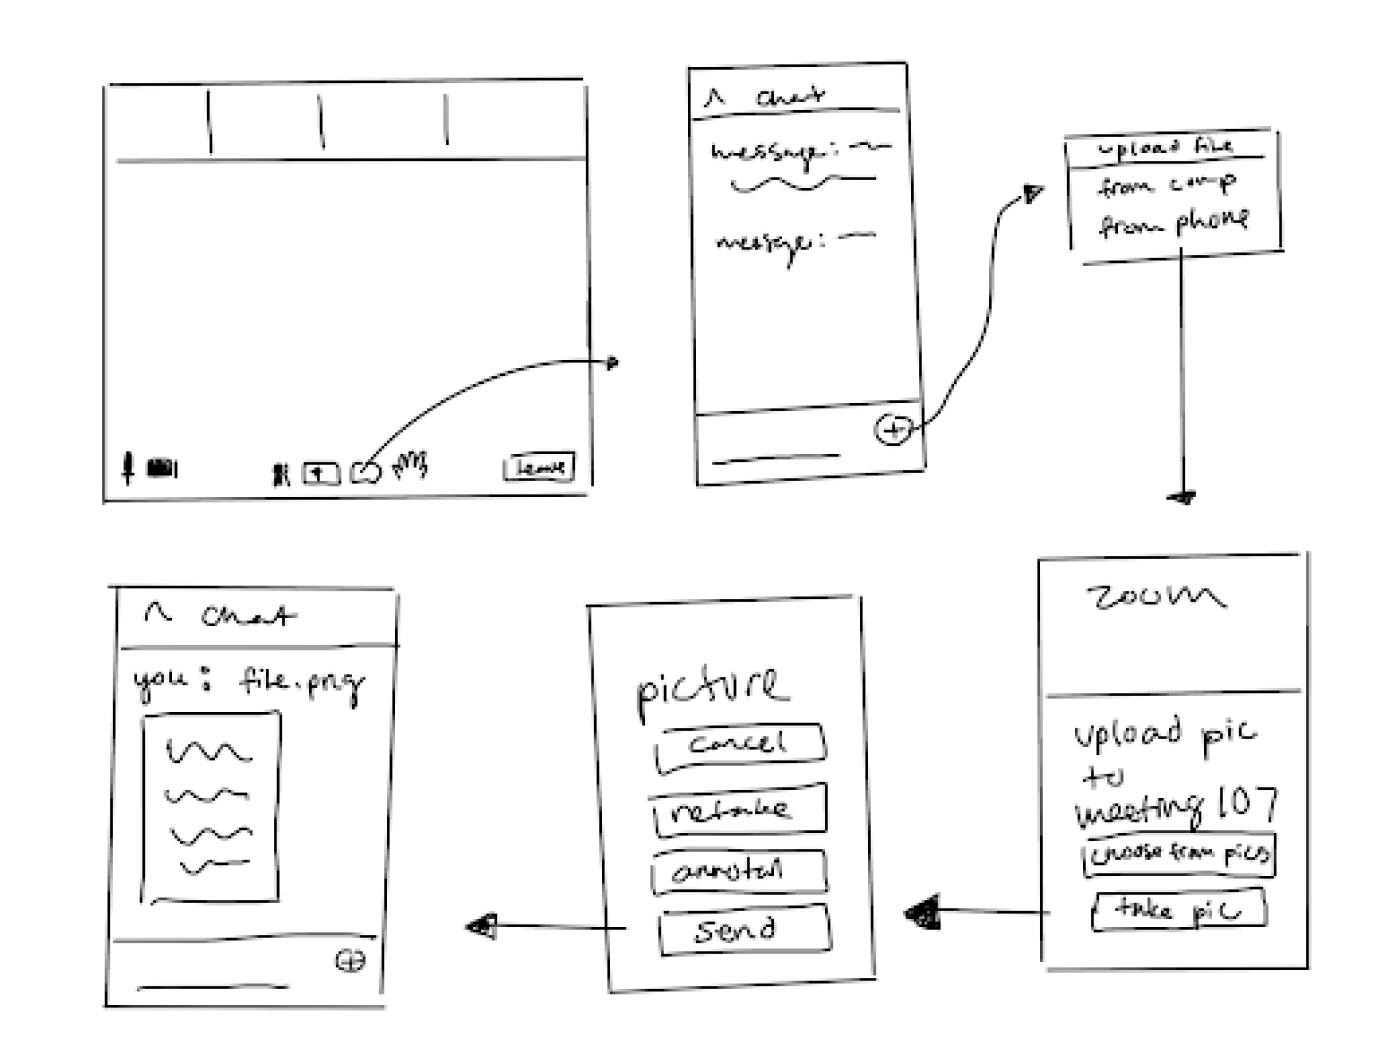 Leave
^ Chat
message:
message:
upload file
from comp
from phone
zoom
upload pic
to
meeting 107
choose from pics
take pic
picture
cancel
retake
annotat
Send
^ Chat
you: file.png